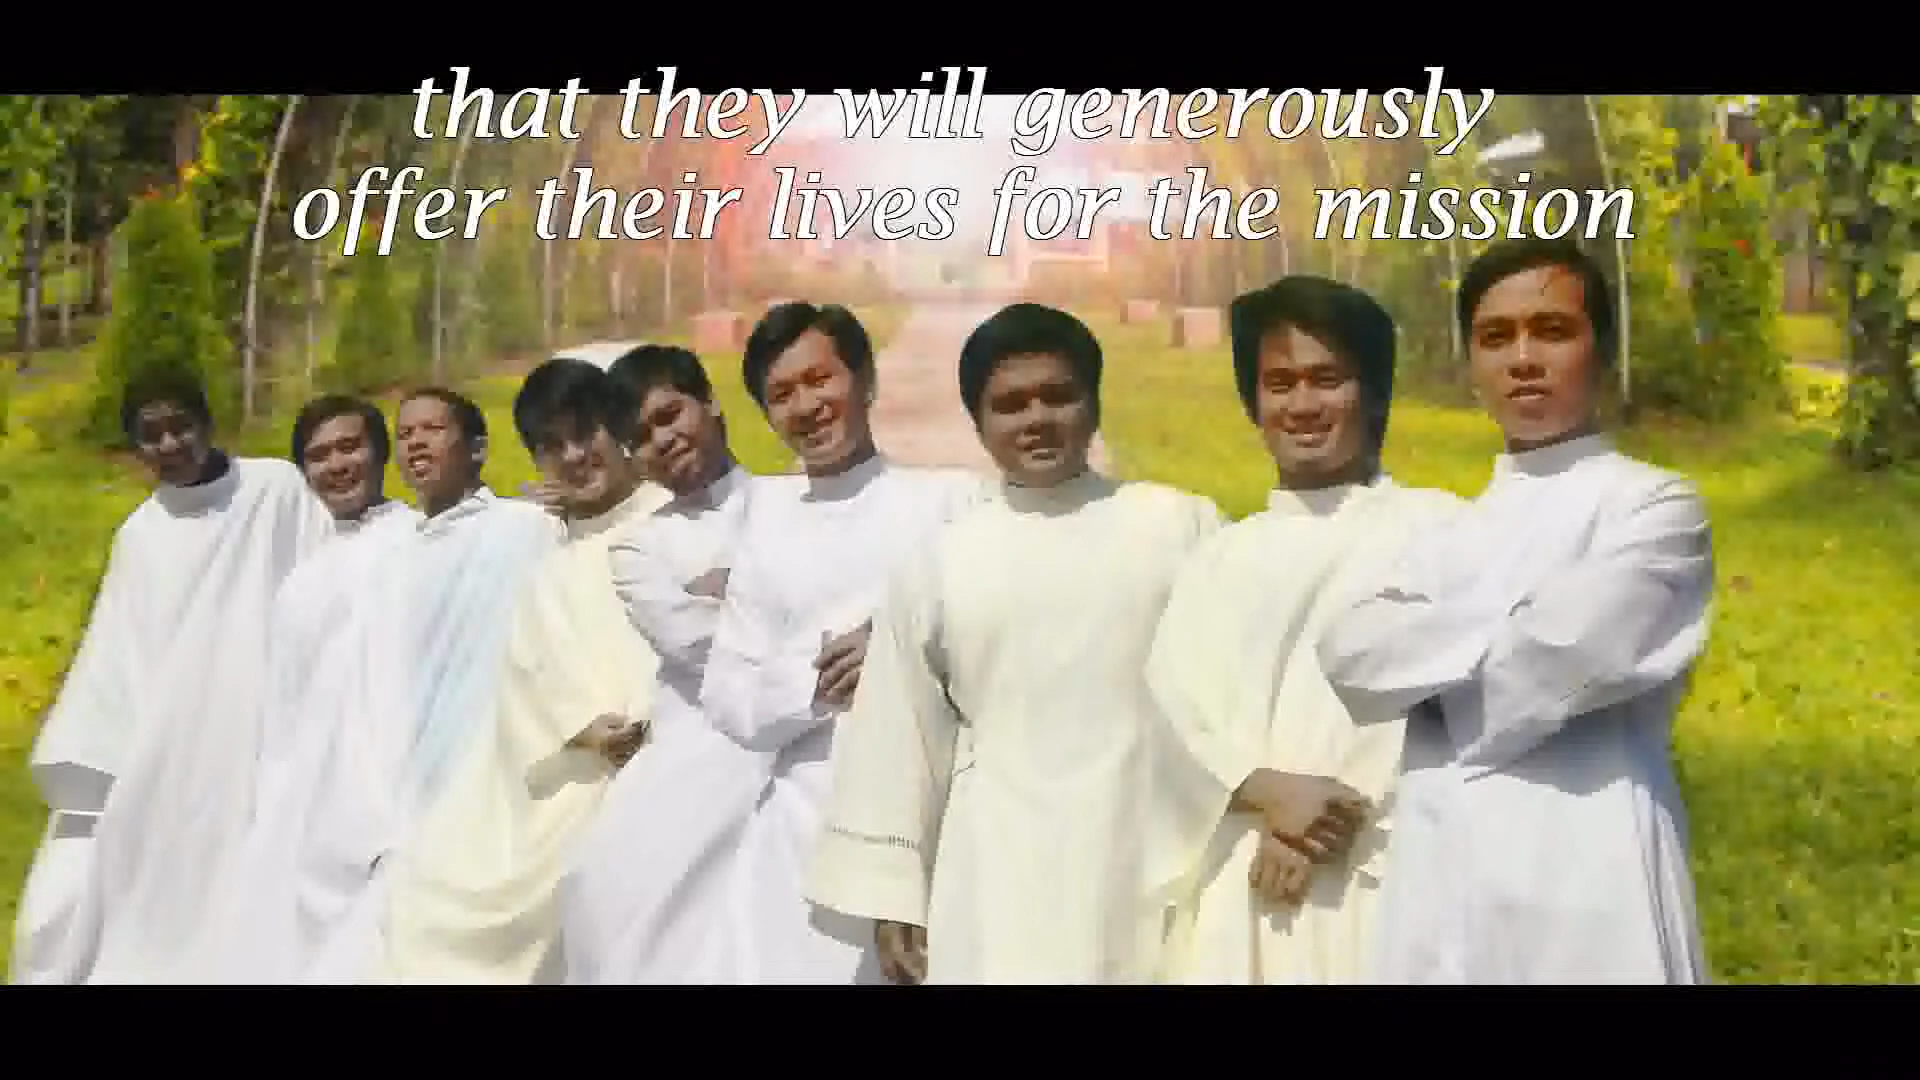 that they will generously
offer their lives for the mission